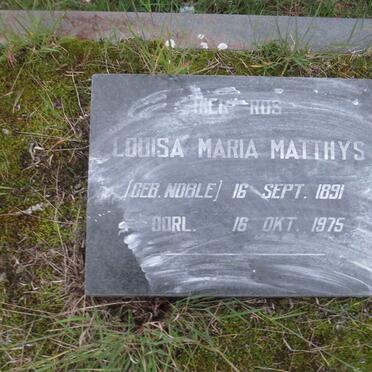 HIER RUS
LOUISA MARIA MATTHYS
(GEB. NOBLE) 16 SEPT. 1891
OORL. 16 OKT. 1975